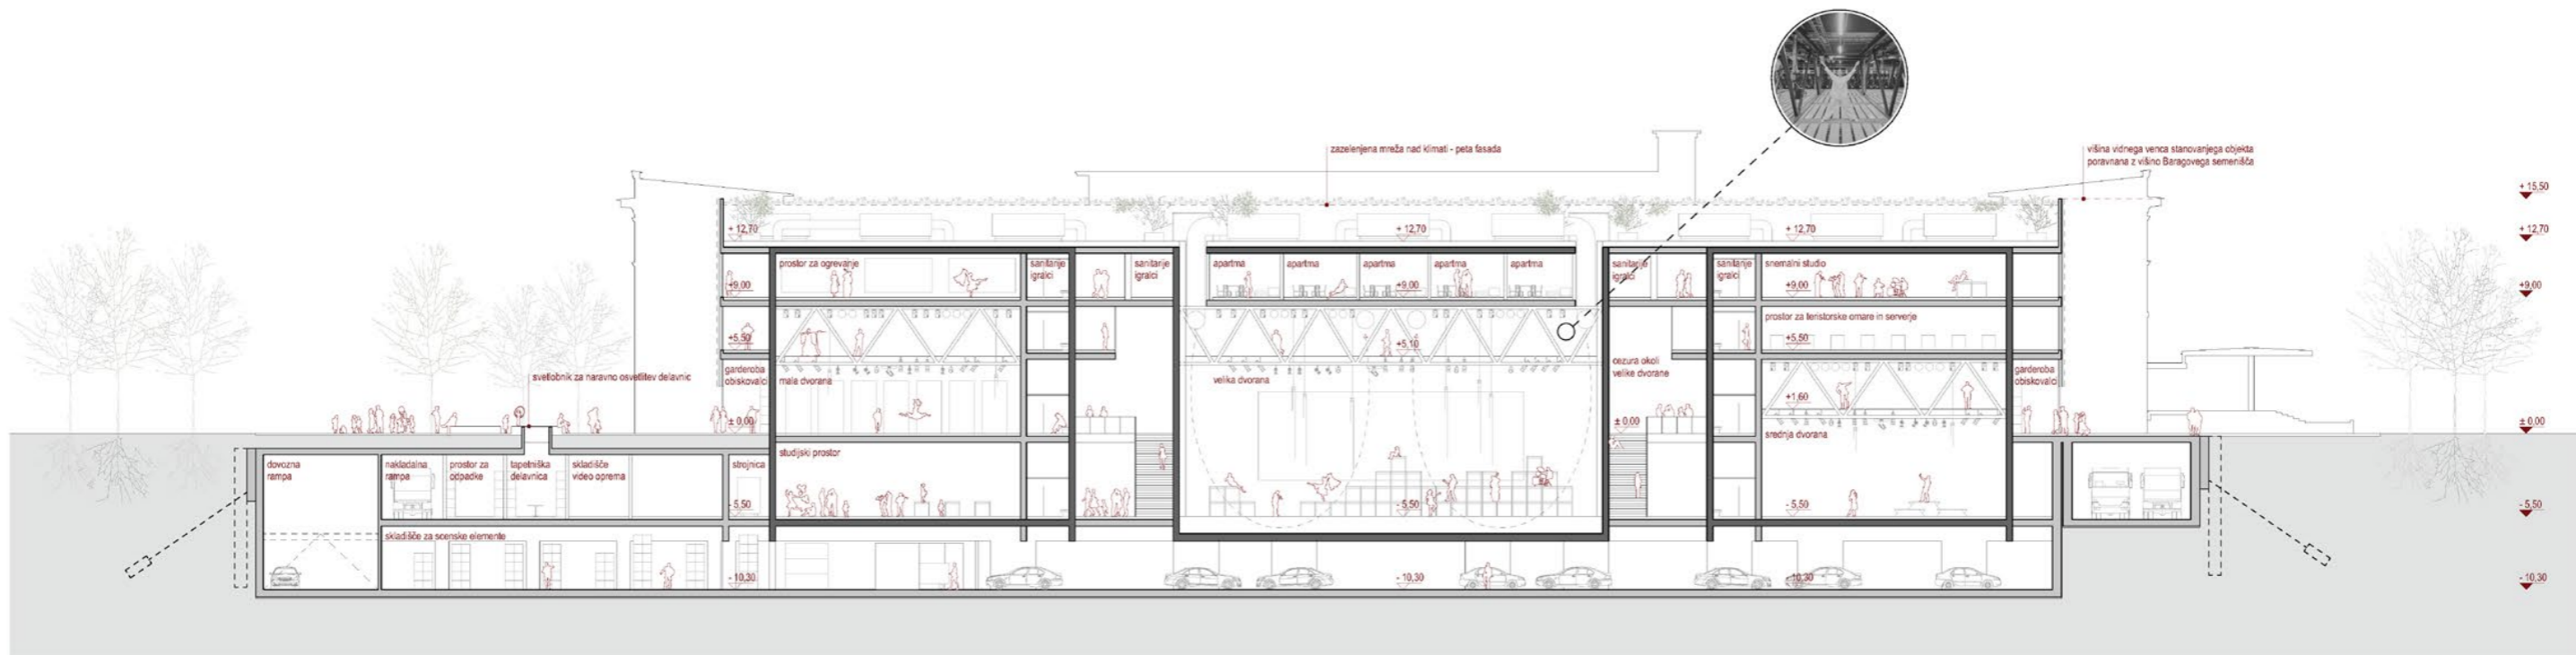 zazelenjena mreža nad klimati - peta fasada
višina vidnega venca stanovanjega objekta
poravnana z višino Baragovega semenišča
+ 15,50
+ 12,70
+ 12,70
+ 12,70
+ 12,70
prostor za ogrevanje
sanitarije
igralci
sanitarije
igralci
apartma
apartma
apartma
apartma
apartma
sanitarije
igralci
sanitarije
igralci
snemalni studio
+9,00
+9,00
+9,00
+9,00
prostor za teristorske omare in serverje
+5,50
+5,10
+5,50
cezura okoli
velike dvorane
svetlobnik za naravno osvetlitev delavnic
garderoba
obiskovalci
mala dvorana
velika dvorana
garderoba
obiskovalci
+1,60
± 0,00
± 0,00
± 0,00
srednja dvorana
studijski prostor
dovozna
rampa
nakladalna
rampa
prostor za
odpadke
tapetniška
delavnica
skladišče
video oprema
strojnica
- 5,50
- 5,50
- 5,50
- 5,50
skladišče za scenske elemente
- 10,30
- 10,30
- 10,30
- 10,30